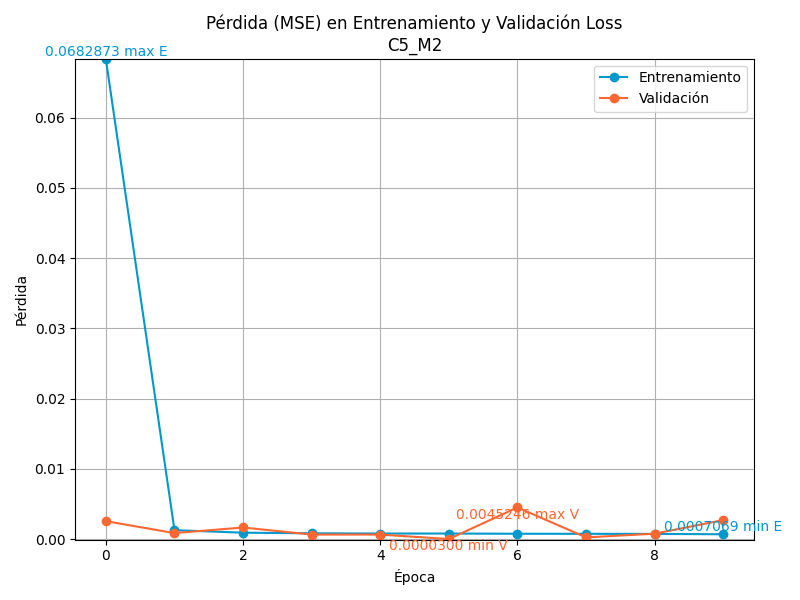 Pérdida (MSE) en Entrenamiento y Validación Loss
C5_M2
0.0682873 max E
Entrenamiento
Validación
0.06
0.05
0.04
0.03
0.02
0.01
0.00
Pérdida
0.0045246 max V
0.0007069 min E
0.0000300 min V
0 2 4 6 8
Época